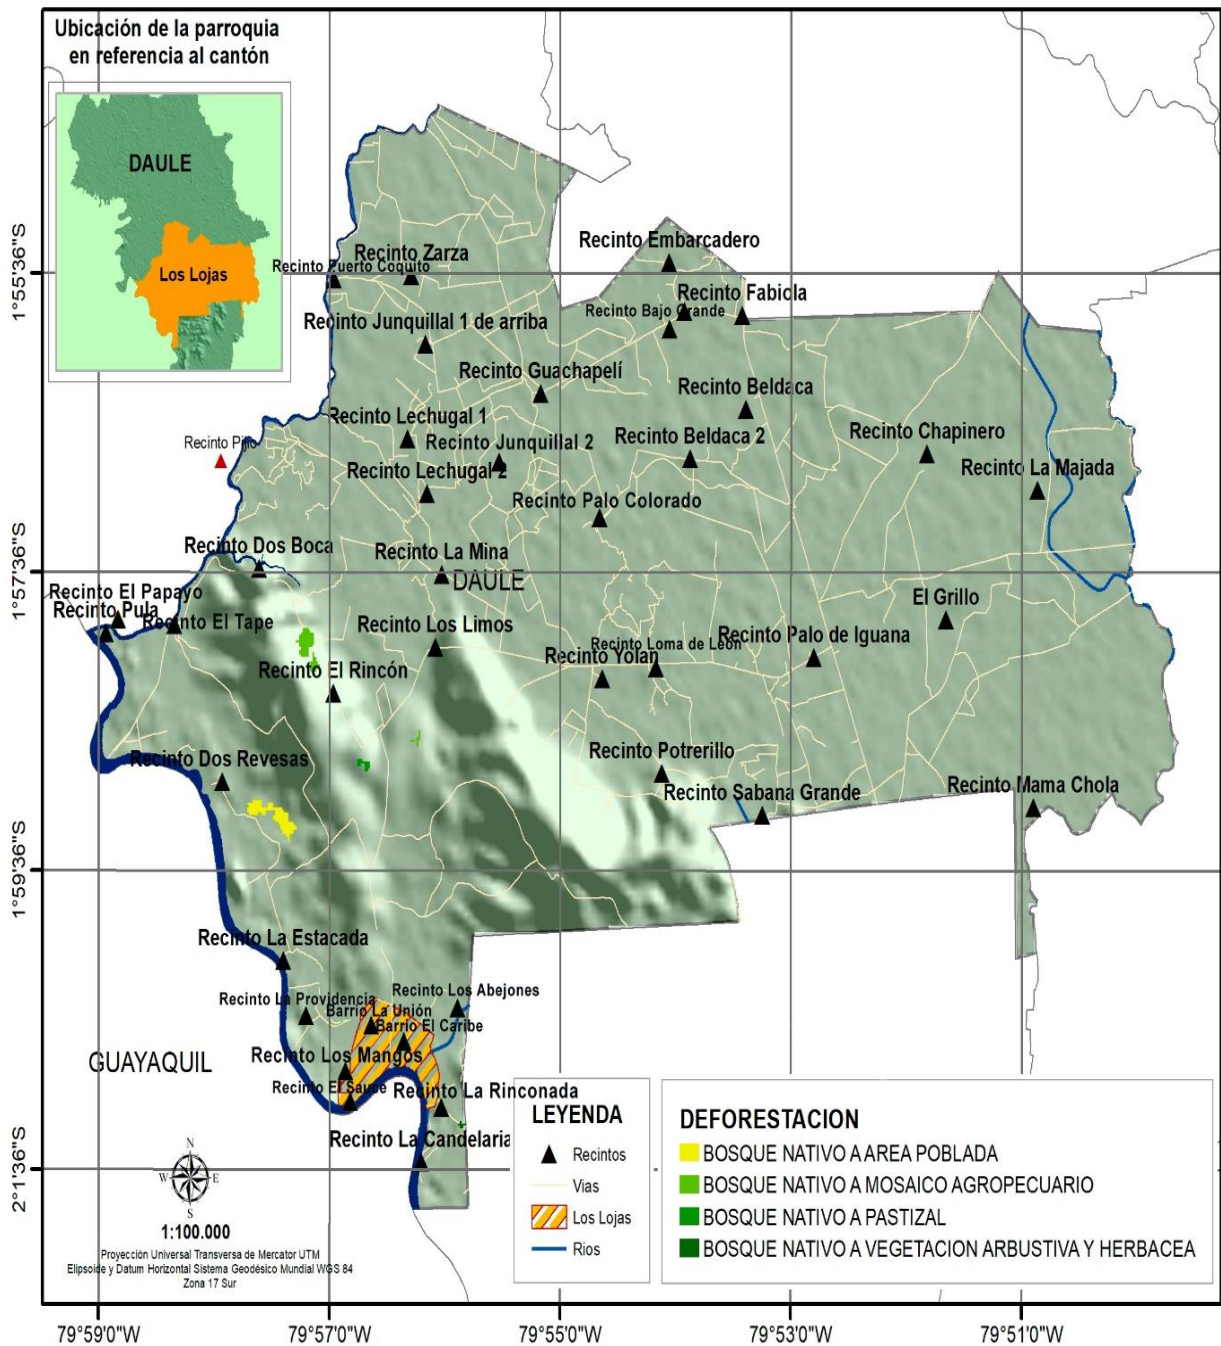 Ubicación de la parroquia
en referencia al cantón
DAULE
Los Lojas
1°55'36"S
1°57'36"S
1°59'36"S
2°1'36"S
Recinto Embarcadero
Recinto Zarza
Recinto Puerto Coquito
Recinto Fabiola
Recinto Bajo Grande
Recinto Junquillal 1 de arriba
Recinto Guachapelí
Recinto Beldaca
Recinto Lechugal 1
Recinto Pijio
Recinto Junquillal 2
Recinto Beldaca 2
Recinto Chapinero
Recinto Lechugal 2
Recinto La Majada
Recinto Palo Colorado
Recinto Dos Boca
Recinto La Mina
DAULE
Recinto El Papayo
Recinto Pula
Recinto El Tape
El Grillo
Recinto Los Limos
Recinto Palo de Iguana
Recinto Loma de León
Recinto Yolan
Recinto El Rincón
Recinto Potrerillo
Recinto Dos Revesas
Recinto Sabana Grande
Recinto Mama Chola
Recinto La Estacada
Recinto Los Abejones
Recinto La Providencia
Barrio La Unión
Barrio El Caribe
GUAYAQUIL
Recinto Los Mangos
Recinto El Sauce
Recinto La Rinconada
Recinto La Candelaria
N
W
E
S
1:100.000
Proyección Universal Transversa de Mercator UTM
Elipsoide y Datum Horizontal Sistema Geodésico Mundial WGS 84
Zona 17 Sur
LEYENDA
Recintos
Vias
Los Lojas
Rios
DEFORESTACION
BOSQUE NATIVO A AREA POBLADA
BOSQUE NATIVO A MOSAICO AGROPECUARIO
BOSQUE NATIVO A PASTIZAL
BOSQUE NATIVO A VEGETACION ARBUSTIVA Y HERBACEA
79°59'0"W
79°57'0"W
79°55'0"W
79°53'0"W
79°51'0"W